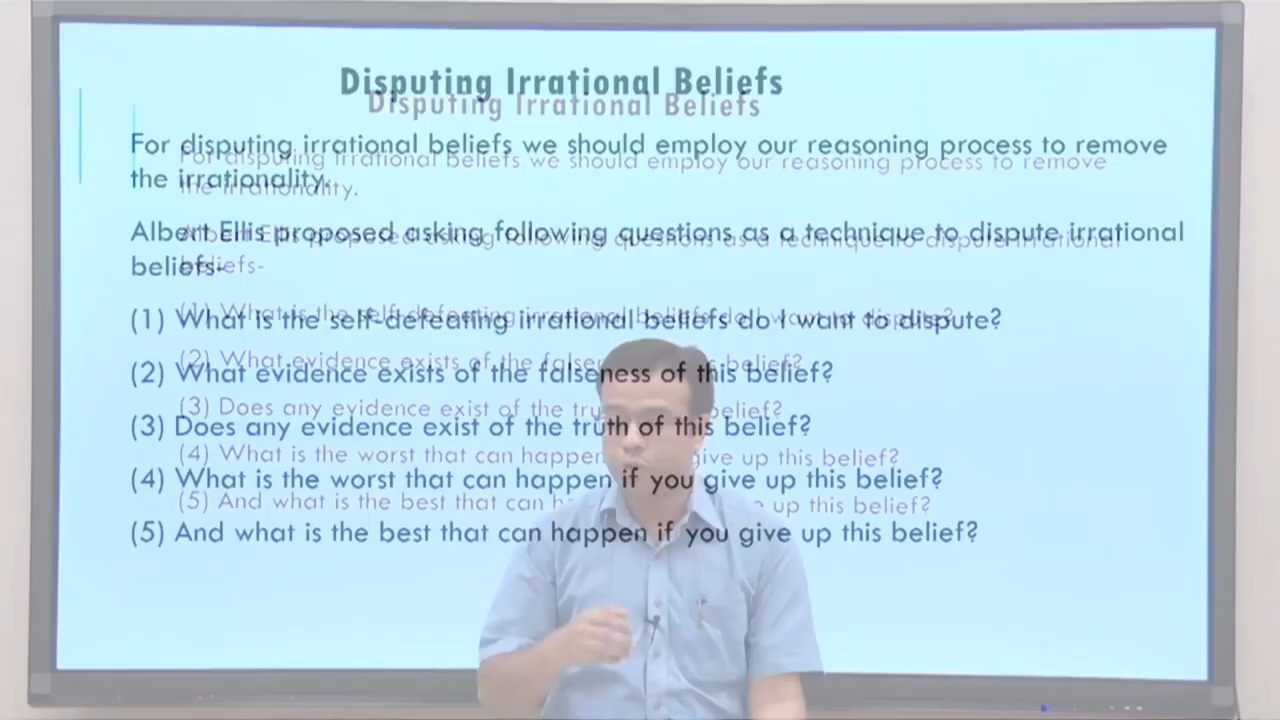 Disputing Irrational Beliefs
For disputing irrational beliefs we should employ our reasoning process to remove
the irrationality.
Albert Ellis proposed asking following questions as a technique to dispute irrational
beliefs-
(1) What is the self-defeating irrational beliefs do I want to dispute?
(2) What evidence exists of the falseness of this belief?
(3) Does any evidence exist of the truth of this belief?
(4) What is the worst that can happen if you give up this belief?
(5) And what is the best that can happen if you give up this belief?